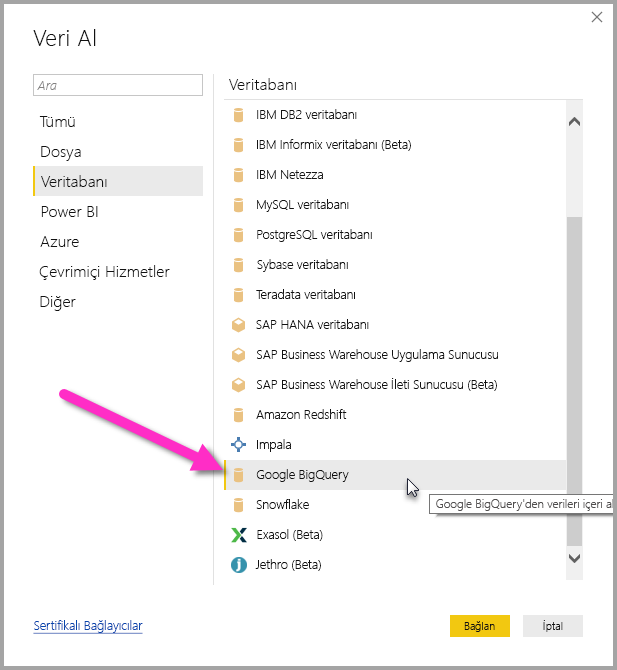 Veri Al
Ara
Tümü
Dosya
Veritabanı
Power BI
Azure
Çevrimiçi Hizmetler
Diğer
Veritabanı
IBM DB2 veritabanı
IBM Informix veritabanı (Beta)
IBM Netezza
MySQL veritabanı
PostgreSQL veritabanı
Sybase veritabanı
Teradata veritabanı
SAP HANA veritabanı
SAP Business Warehouse Uygulama Sunucusu
SAP Business Warehouse İleti Sunucusu (Beta)
Amazon Redshift
Impala
Google BigQuery
Google BigQuery'den verileri içeri al
Snowflake
Exasol (Beta)
Jethro (Beta)
Sertifikalı Bağlayıcılar
Bağlan
İptal